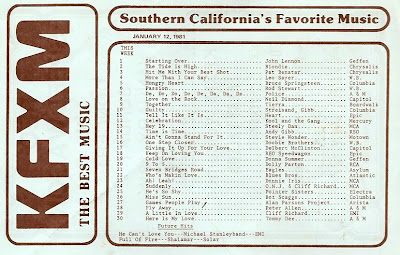 KFXM
THE BEST MUSIC
Southern California's Favorite Music
JANUARY 12, 1981
THIS
WEEK
1 Starting Over John Lennon Geffen
2 The Tide is High Blondie Chrysalis
3 Hit Me With Your Best Shot Pat Benatar Chrysalis
4 More Than I Can Say Leo Sayer W.B.
5 Hungry Heart Bruce Springsteen Columbia
6 Passion Rod Stewart W.B.
7 De, Do, Do, Do, De, Da, Da, Da Police A & M
8 Love on the Rock Neil Diamond Capitol
9 Together Tierra Boardwalk
10 Guilty Streisand, Gibb Columbia
11 Tell It Like It Is Heart Epic
12 Celebration Kool and the Gang Mercury
13 Hey 19 Steely Dan MCA
14 Time is Time Andy Gibb RSO
15 Ain't Gonna Stand For It Stevie Wonder Motown
16 One Step Closer Doobie Brothers W.B.
17 Giving It Up For Your Love Delbert McClinton Capitol
18 Keep On Loving You REO Speedwagon Epic
19 Cold Love Donna Summer Geffen
20 9 To 5 Dolly Parton RCA
21 Seven Bridges Road Eagles Asylum
22 Who's Makin Love Blues Bros. Atlantic
23 Ah! Leah! Donnie Iris MCA
24 Suddenly O.N.J. & Cliff Richard MCA
25 He's So Shy Pointer Sisters Electra
26 Miss Sun Boz Scaggs Columbia
27 Games People Play Alan Parsons Project Arista
28 Fly Away Peter Allen A & M
29 A Little In Love Cliff Richard EMI
30 Here Is My Love Tommy Dee A & M
Future Hits
He Can't Love You---Michael Stanleyband---EMI
Full Of Fire---Shalamar---Solar